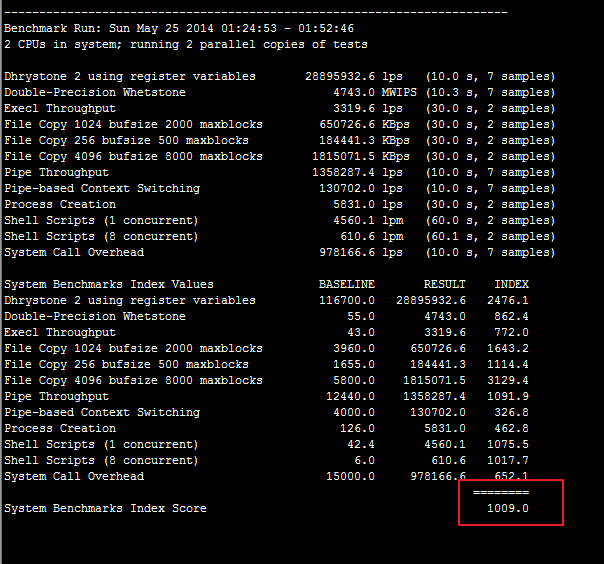 ------------------------------------------------------------------------
Benchmark Run: Sun May 25 2014 01:24:53 - 01:52:46
2 CPUs in system; running 2 parallel copies of tests

Dhrystone 2 using register variables       28895932.6 lps   (10.0 s, 7 samples)
Double-Precision Whetstone                     4743.0 MWIPS (10.3 s, 7 samples)
Execl Throughput                               3319.6 lps   (30.0 s, 2 samples)
File Copy 1024 bufsize 2000 maxblocks        650726.6 KBps  (30.0 s, 2 samples)
File Copy 256 bufsize 500 maxblocks          184441.3 KBps  (30.0 s, 2 samples)
File Copy 4096 bufsize 8000 maxblocks       1815071.5 KBps  (30.0 s, 2 samples)
Pipe Throughput                             1358287.4 lps   (10.0 s, 7 samples)
Pipe-based Context Switching                 130702.0 lps   (10.0 s, 7 samples)
Process Creation                               5831.0 lps   (30.0 s, 2 samples)
Shell Scripts (1 concurrent)                   4560.1 lpm   (60.0 s, 2 samples)
Shell Scripts (8 concurrent)                    610.6 lpm   (60.1 s, 2 samples)
System Call Overhead                         978166.6 lps   (10.0 s, 7 samples)

System Benchmarks Index Values               BASELINE       RESULT    INDEX
Dhrystone 2 using register variables         116700.0   28895932.6   2476.1
Double-Precision Whetstone                       55.0       4743.0    862.4
Execl Throughput                                 43.0       3319.6    772.0
File Copy 1024 bufsize 2000 maxblocks          3960.0     650726.6   1643.2
File Copy 256 bufsize 500 maxblocks            1655.0     184441.3   1114.4
File Copy 4096 bufsize 8000 maxblocks          5800.0    1815071.5   3129.4
Pipe Throughput                               12440.0    1358287.4   1091.9
Pipe-based Context Switching                   4000.0     130702.0    326.8
Process Creation                                126.0       5831.0    462.8
Shell Scripts (1 concurrent)                     42.4       4560.1   1075.5
Shell Scripts (8 concurrent)                      6.0        610.6   1017.7
System Call Overhead                          15000.0     978166.6    652.1
                                                                   ========
System Benchmarks Index Score                                        1009.0